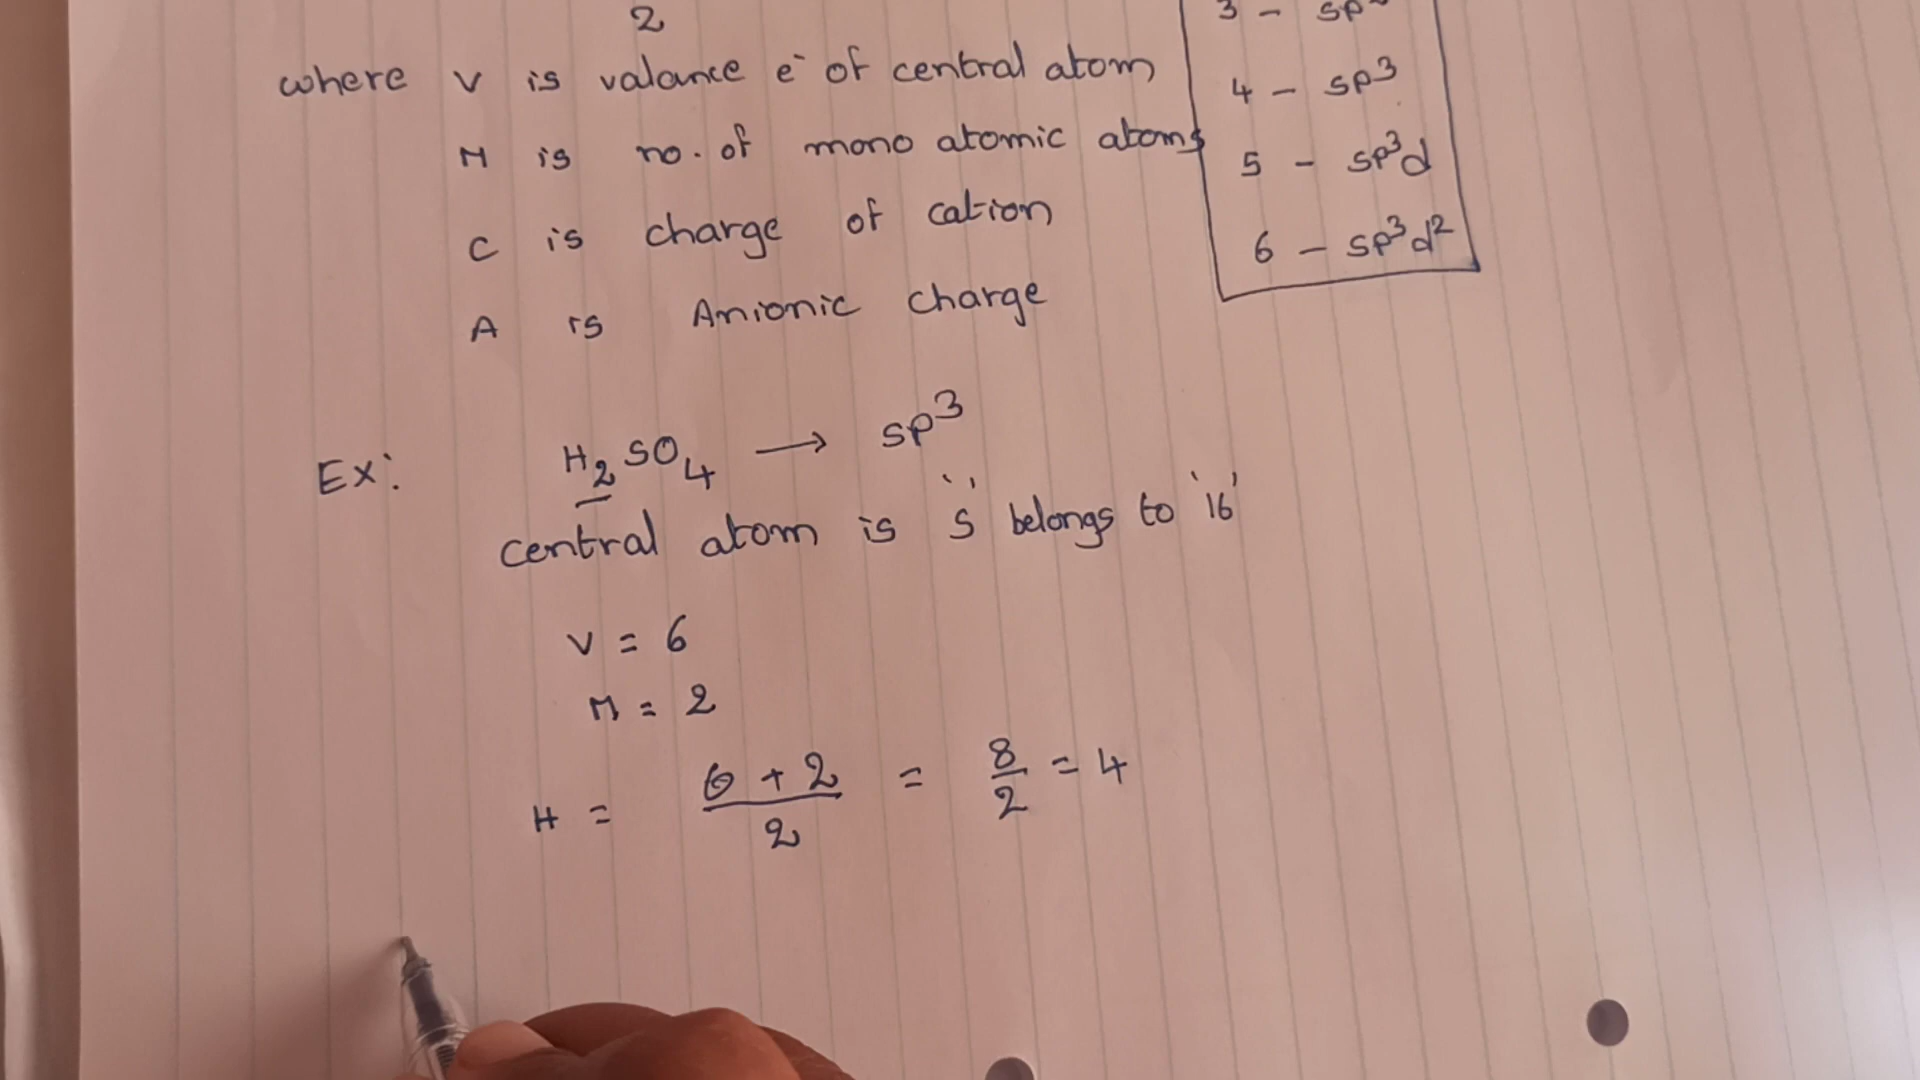 2
where V is valance e⁻ of central atom
M is no. of mono atomic atoms
C is charge of cation
A is Anionic charge
3 - sp²
4 - sp³
5 - sp³d
6 - sp³d²
Ex: H₂SO₄ → sp³
central atom is 'S' belongs to '16'
V = 6
M = 2
H = 6 + 2 / 2 = 8 / 2 = 4